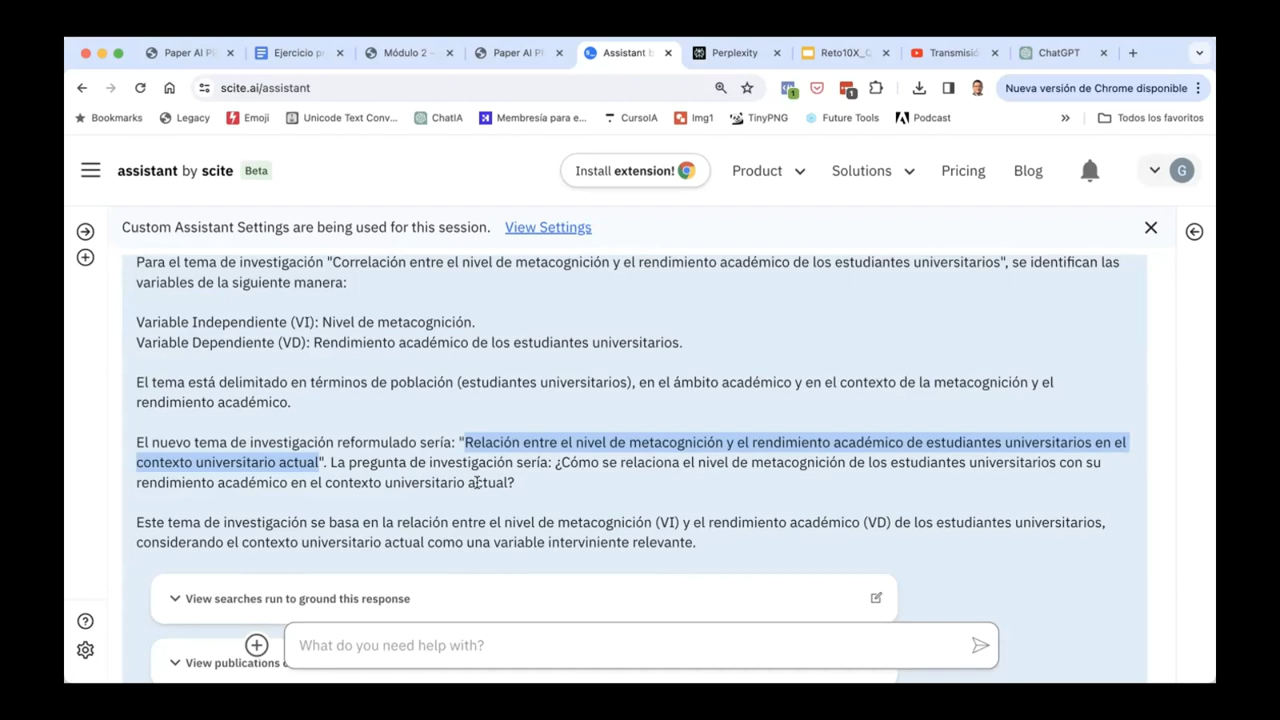 Paper AI PE
Ejercicio p
Módulo 2 –
Paper AI PE
Assistant b
Perplexity
Reto10X_C
Transmisió
ChatGPT
scite.ai/assistant
1
1
Nueva versión de Chrome disponible
Bookmarks
Legacy
Emoji
Unicode Text Conv...
ChatIA
Membresía para e...
CursoIA
Img1
TinyPNG
Future Tools
Podcast
»
Todos los favoritos
assistant by scite Beta
Install extension!
Product
Solutions
Pricing
Blog
G
Custom Assistant Settings are being used for this session. View Settings
Para el tema de investigación "Correlación entre el nivel de metacognición y el rendimiento académico de los estudiantes universitarios", se identifican las
variables de la siguiente manera:
Variable Independiente (VI): Nivel de metacognición.
Variable Dependiente (VD): Rendimiento académico de los estudiantes universitarios.
El tema está delimitado en términos de población (estudiantes universitarios), en el ámbito académico y en el contexto de la metacognición y el
rendimiento académico.
El nuevo tema de investigación reformulado sería: "Relación entre el nivel de metacognición y el rendimiento académico de estudiantes universitarios en el
contexto universitario actual". La pregunta de investigación sería: ¿Cómo se relaciona el nivel de metacognición de los estudiantes universitarios con su
rendimiento académico en el contexto universitario actual?
Este tema de investigación se basa en la relación entre el nivel de metacognición (VI) y el rendimiento académico (VD) de los estudiantes universitarios,
considerando el contexto universitario actual como una variable interviniente relevante.
View searches run to ground this response
What do you need help with?
View publications